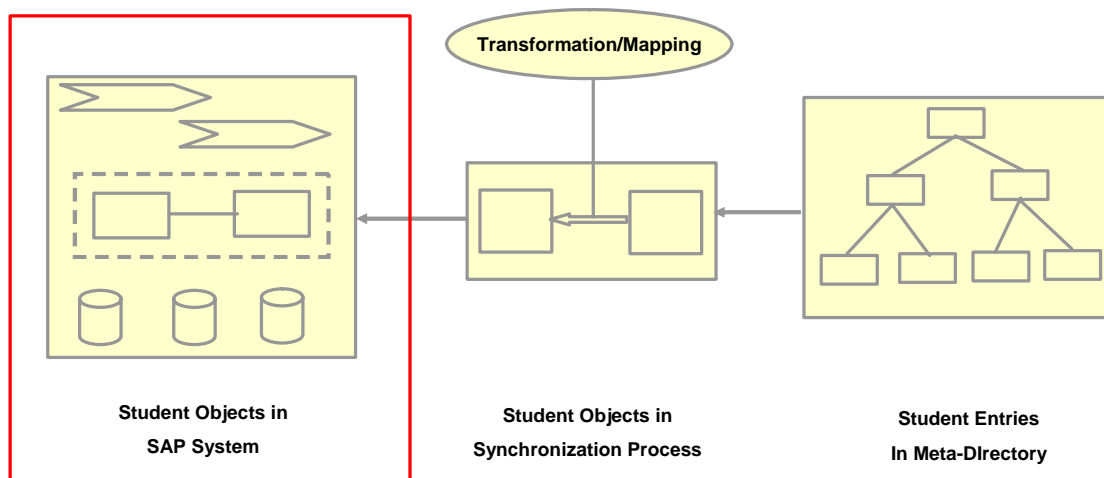 Transformation/Mapping
Student Objects in
SAP System
Student Objects in
Synchronization Process
Student Entries
In Meta-DIrectory